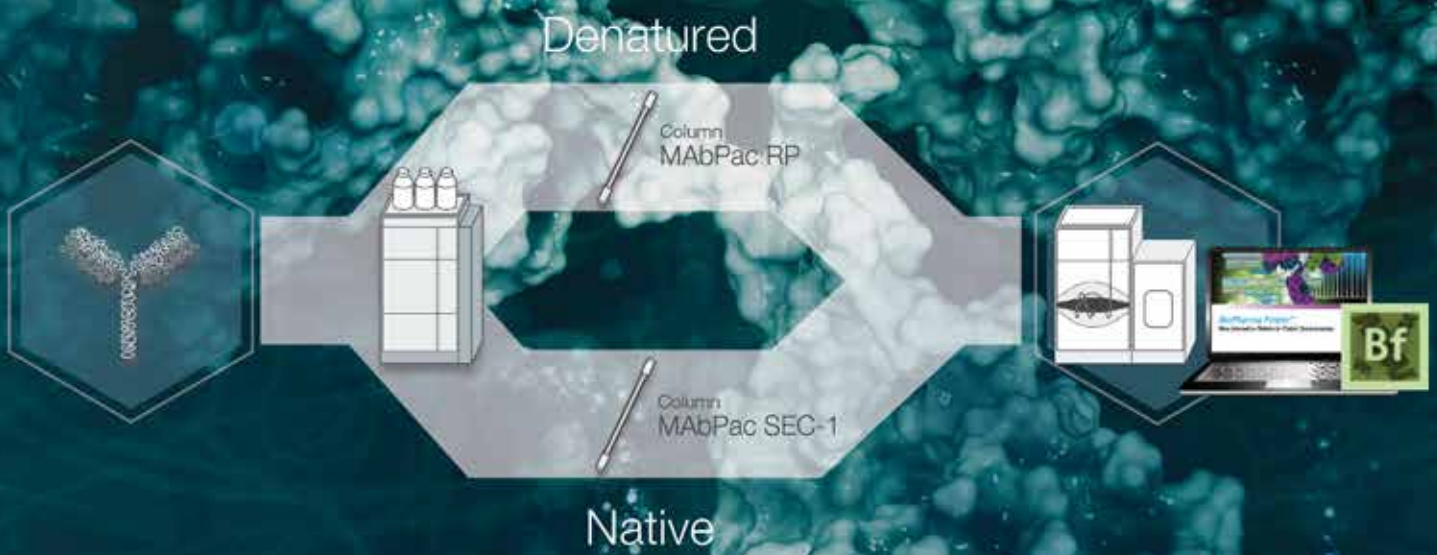 Denatured
Column
MAbPac RP
Bf
Column
MAbPac SEC-1
Native